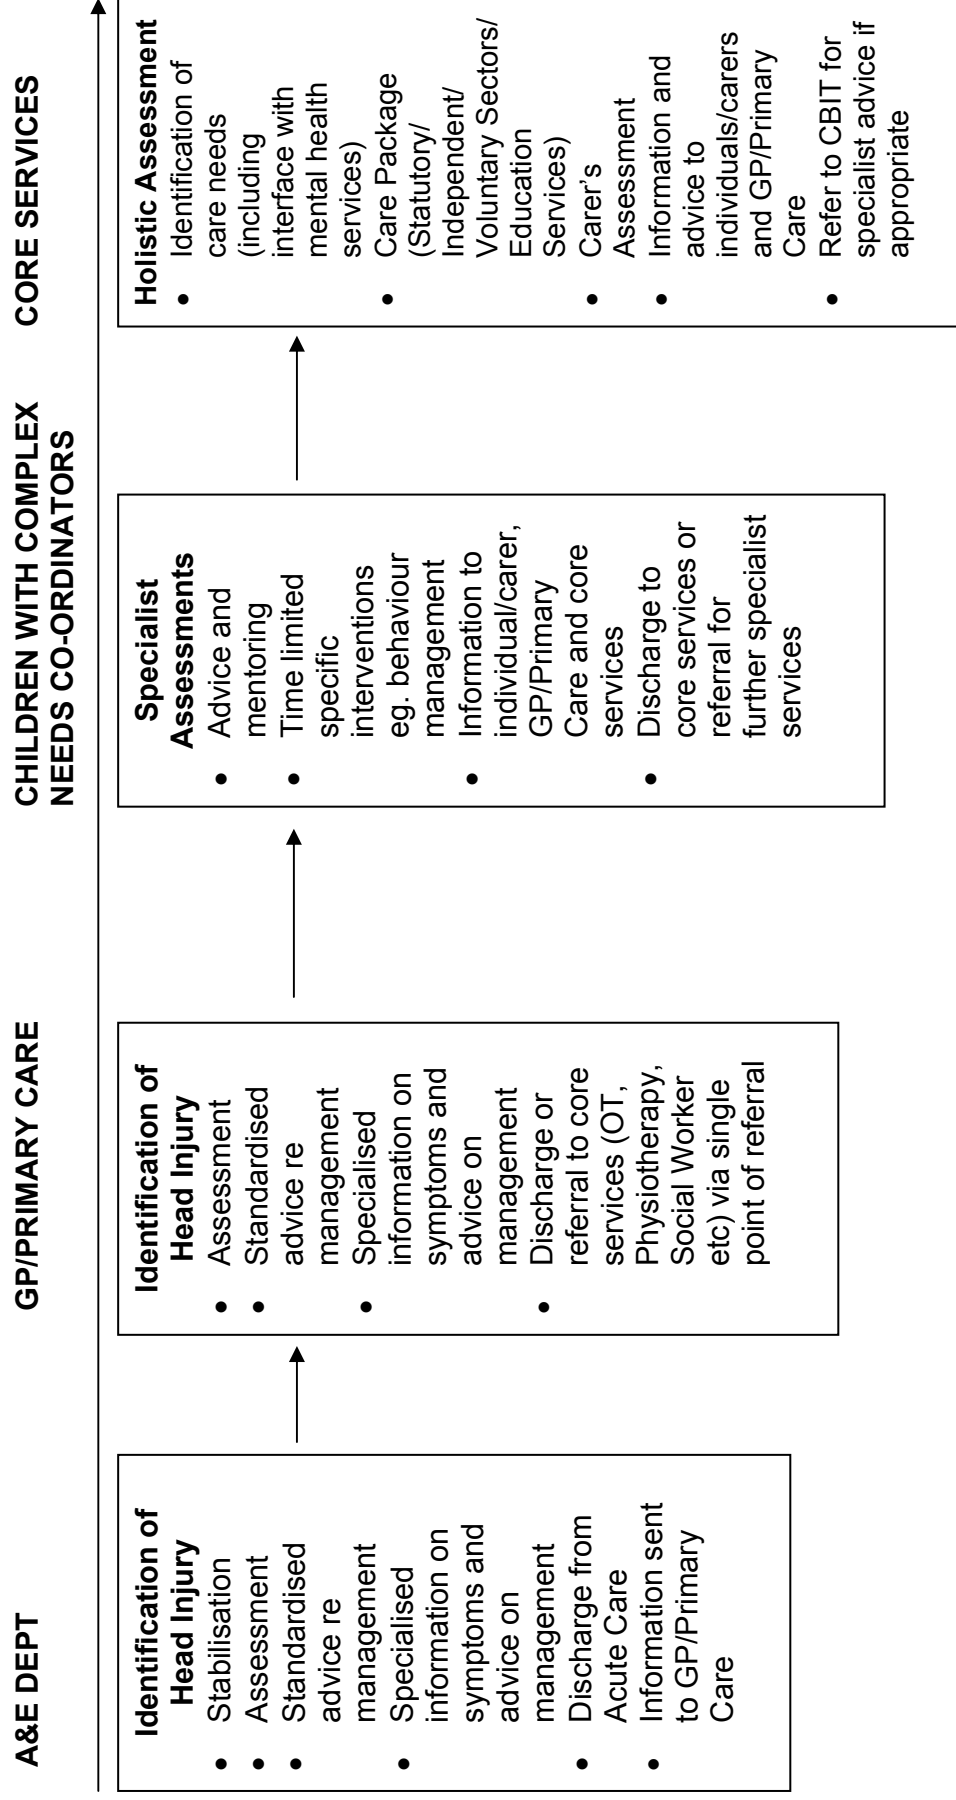 A&E DEPT
Identification of
Head Injury
• Stabilisation
• Assessment
• Standardised
advice re
management
• Specialised
information on
symptoms and
advice on
management
• Discharge from
Acute Care
• Information sent
to GP/Primary
Care
GP/PRIMARY CARE
Identification of
Head Injury
• Assessment
• Standardised
advice re
management
• Specialised
information on
symptoms and
advice on
management
• Discharge or
referral to core
services (OT,
Physiotherapy,
Social Worker
etc) via single
point of referral
CHILDREN WITH COMPLEX
NEEDS CO-ORDINATORS
Specialist
Assessments
• Advice and
mentoring
• Time limited
specific
interventions
eg. behaviour
management
• Information to
individual/carer,
GP/Primary
Care and core
services
• Discharge to
core services or
referral for
further specialist
services
CORE SERVICES
Holistic Assessment
• Identification of
care needs
(including
interface with
mental health
services)
• Care Package
(Statutory/
Independent/
Voluntary Sectors/
Education
Services)
• Carer's
Assessment
• Information and
advice to
individuals/carers
and GP/Primary
Care
• Refer to CBIT for
specialist advice if
appropriate